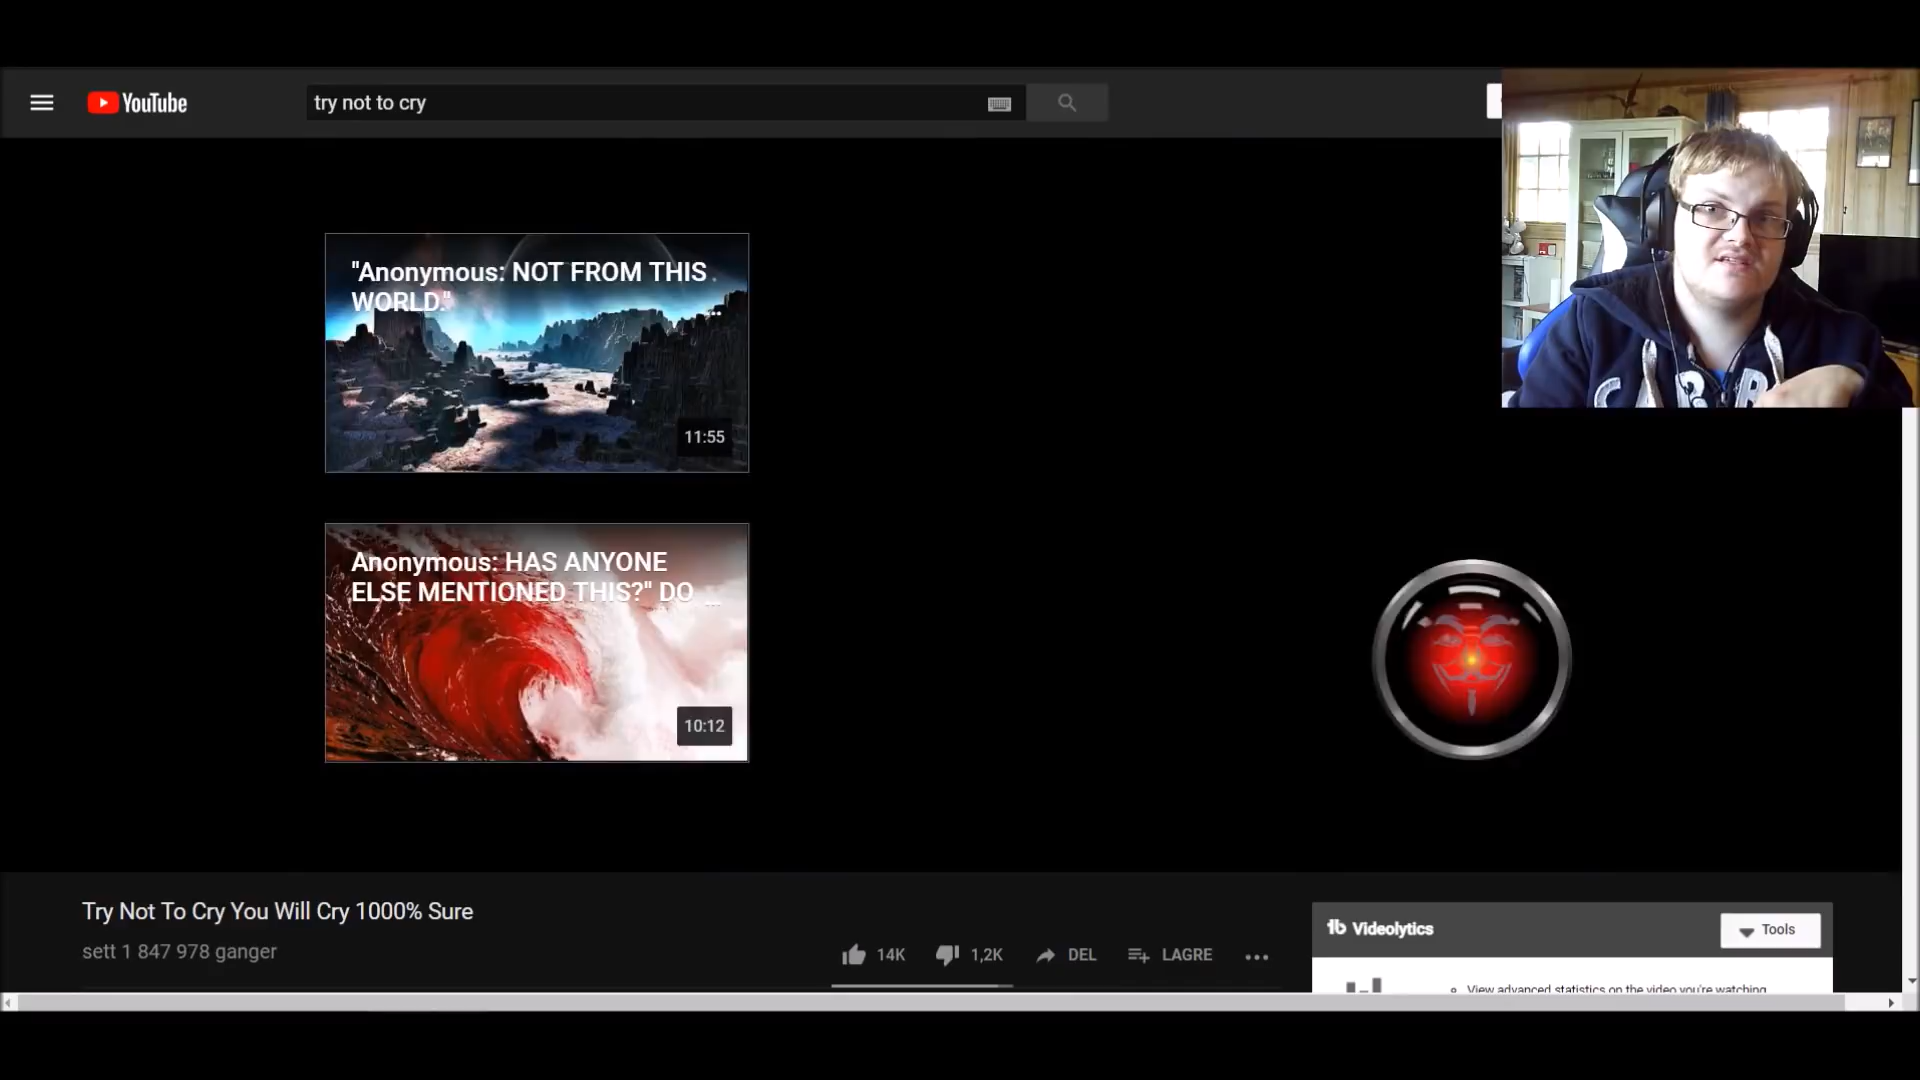 YouTube
try not to cry
"Anonymous: NOT FROM THIS
WORLD."
...
11:55
Anonymous: HAS ANYONE
ELSE MENTIONED THIS?" DO ...
10:12
Try Not To Cry You Will Cry 1000% Sure
sett 1 847 978 ganger
14K
1,2K
DEL
LAGRE
Videolytics
Tools
View advanced statistics on the video you're watching